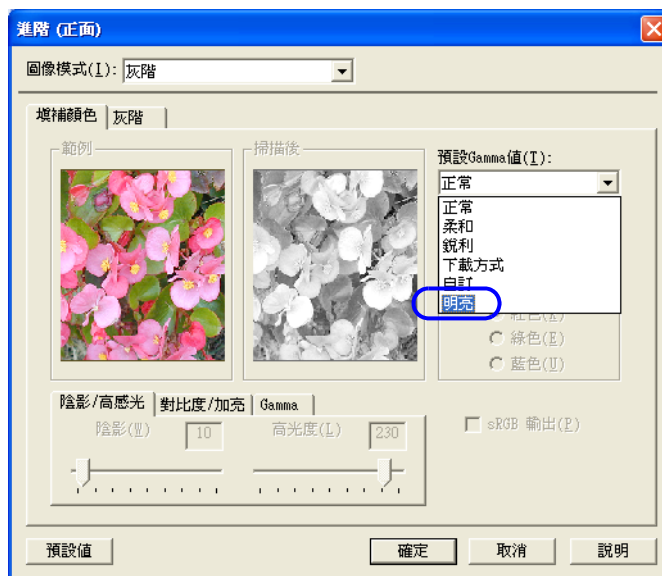 進階 (正面)
圖像模式(I): 灰階
填補顏色 灰階
範例
掃描後
預設Gamma值(T):
正常
正常
柔和
銳利
下載方式
自訂
明亮
紅色(R)
綠色(E)
藍色(U)
陰影/高感光 對比度/加亮 Gamma
陰影(W) 10 高光度(L) 230
sRGB 輸出(P)
預設值 確定 取消 說明